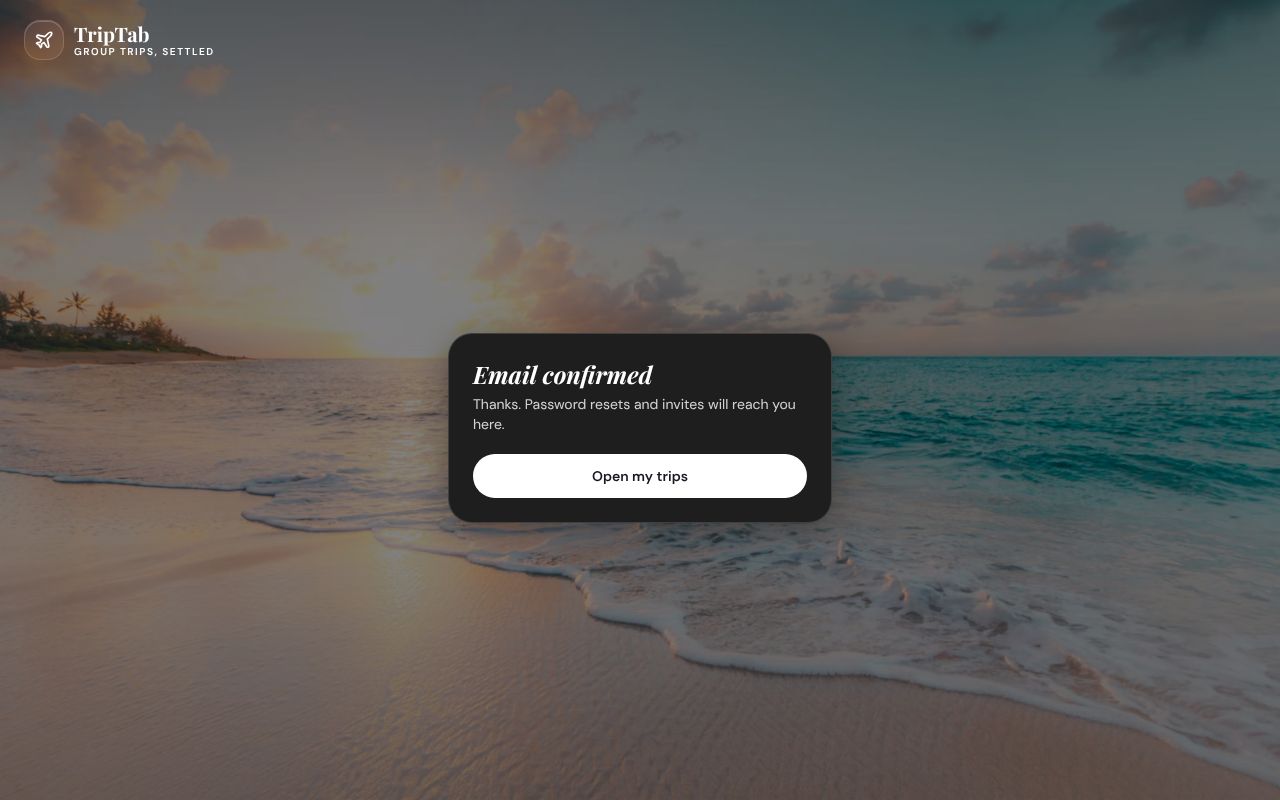 TripTab
GROUP TRIPS, SETTLED
Email confirmed
Thanks. Password resets and invites will reach you
here.
Open my trips